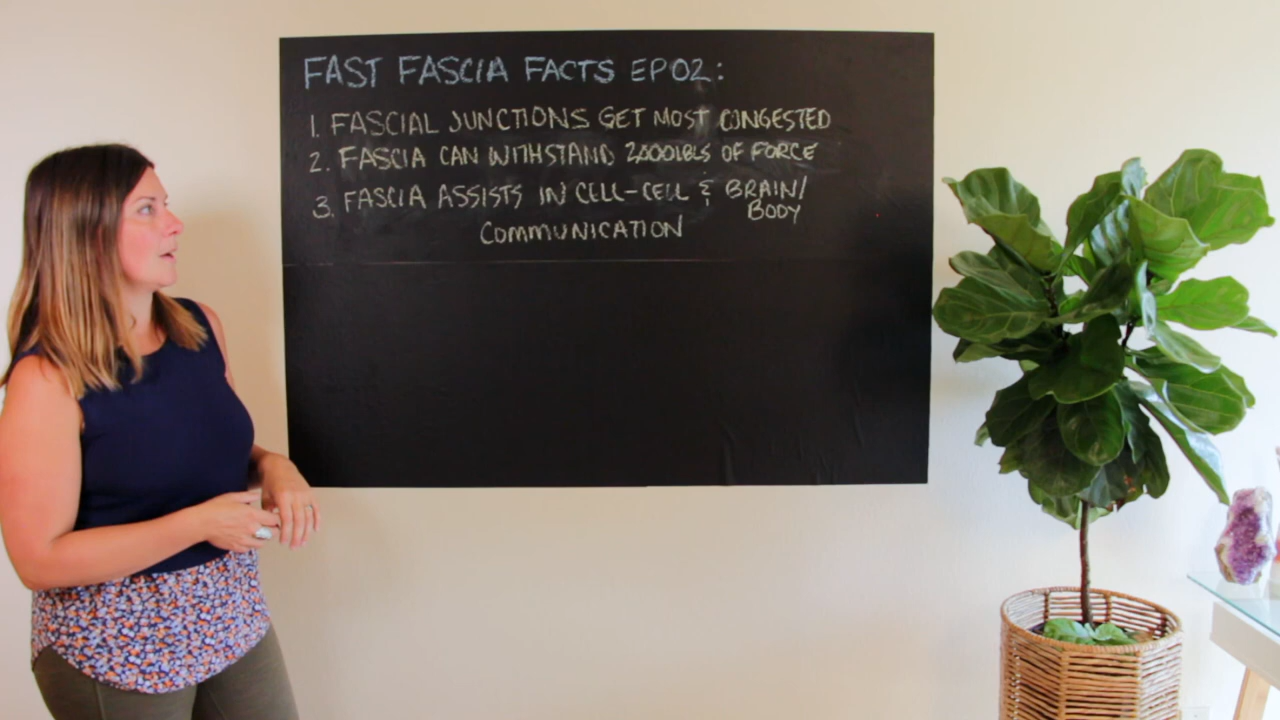 FAST FASCIA FACTS EP02:
1. FASCIAL JUNCTIONS GET MOST CONGESTED
2. FASCIA CAN WITHSTAND 2000lbs OF FORCE
3. FASCIA ASSISTS IN CELL-CELL & BRAIN/
BODY
COMMUNICATION